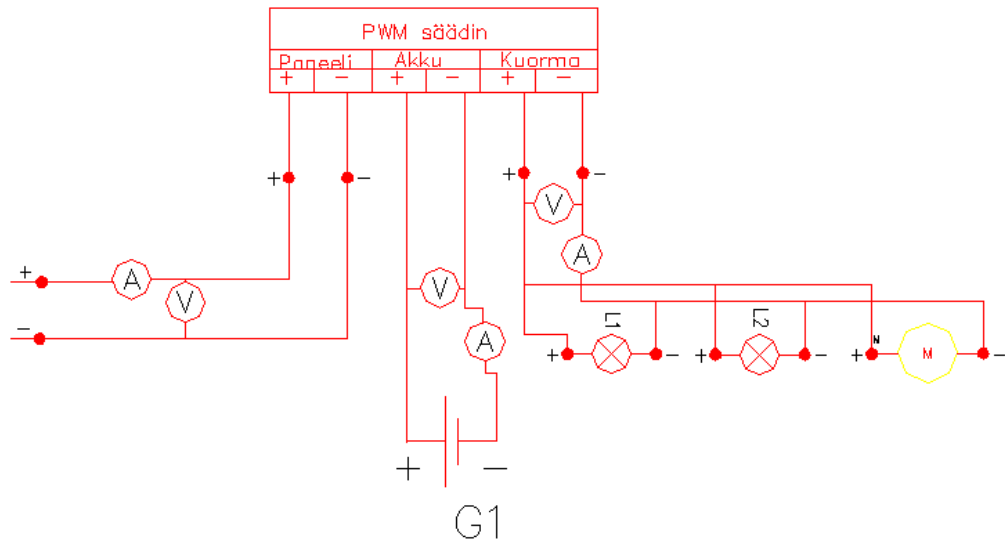 PWM säädin
Paneeli Akku Kuorma
+ - + - + -
+ - + -
V
A
+ A V
V
-
A
L1 L2 M
+ - + - + M -
+ -
G1